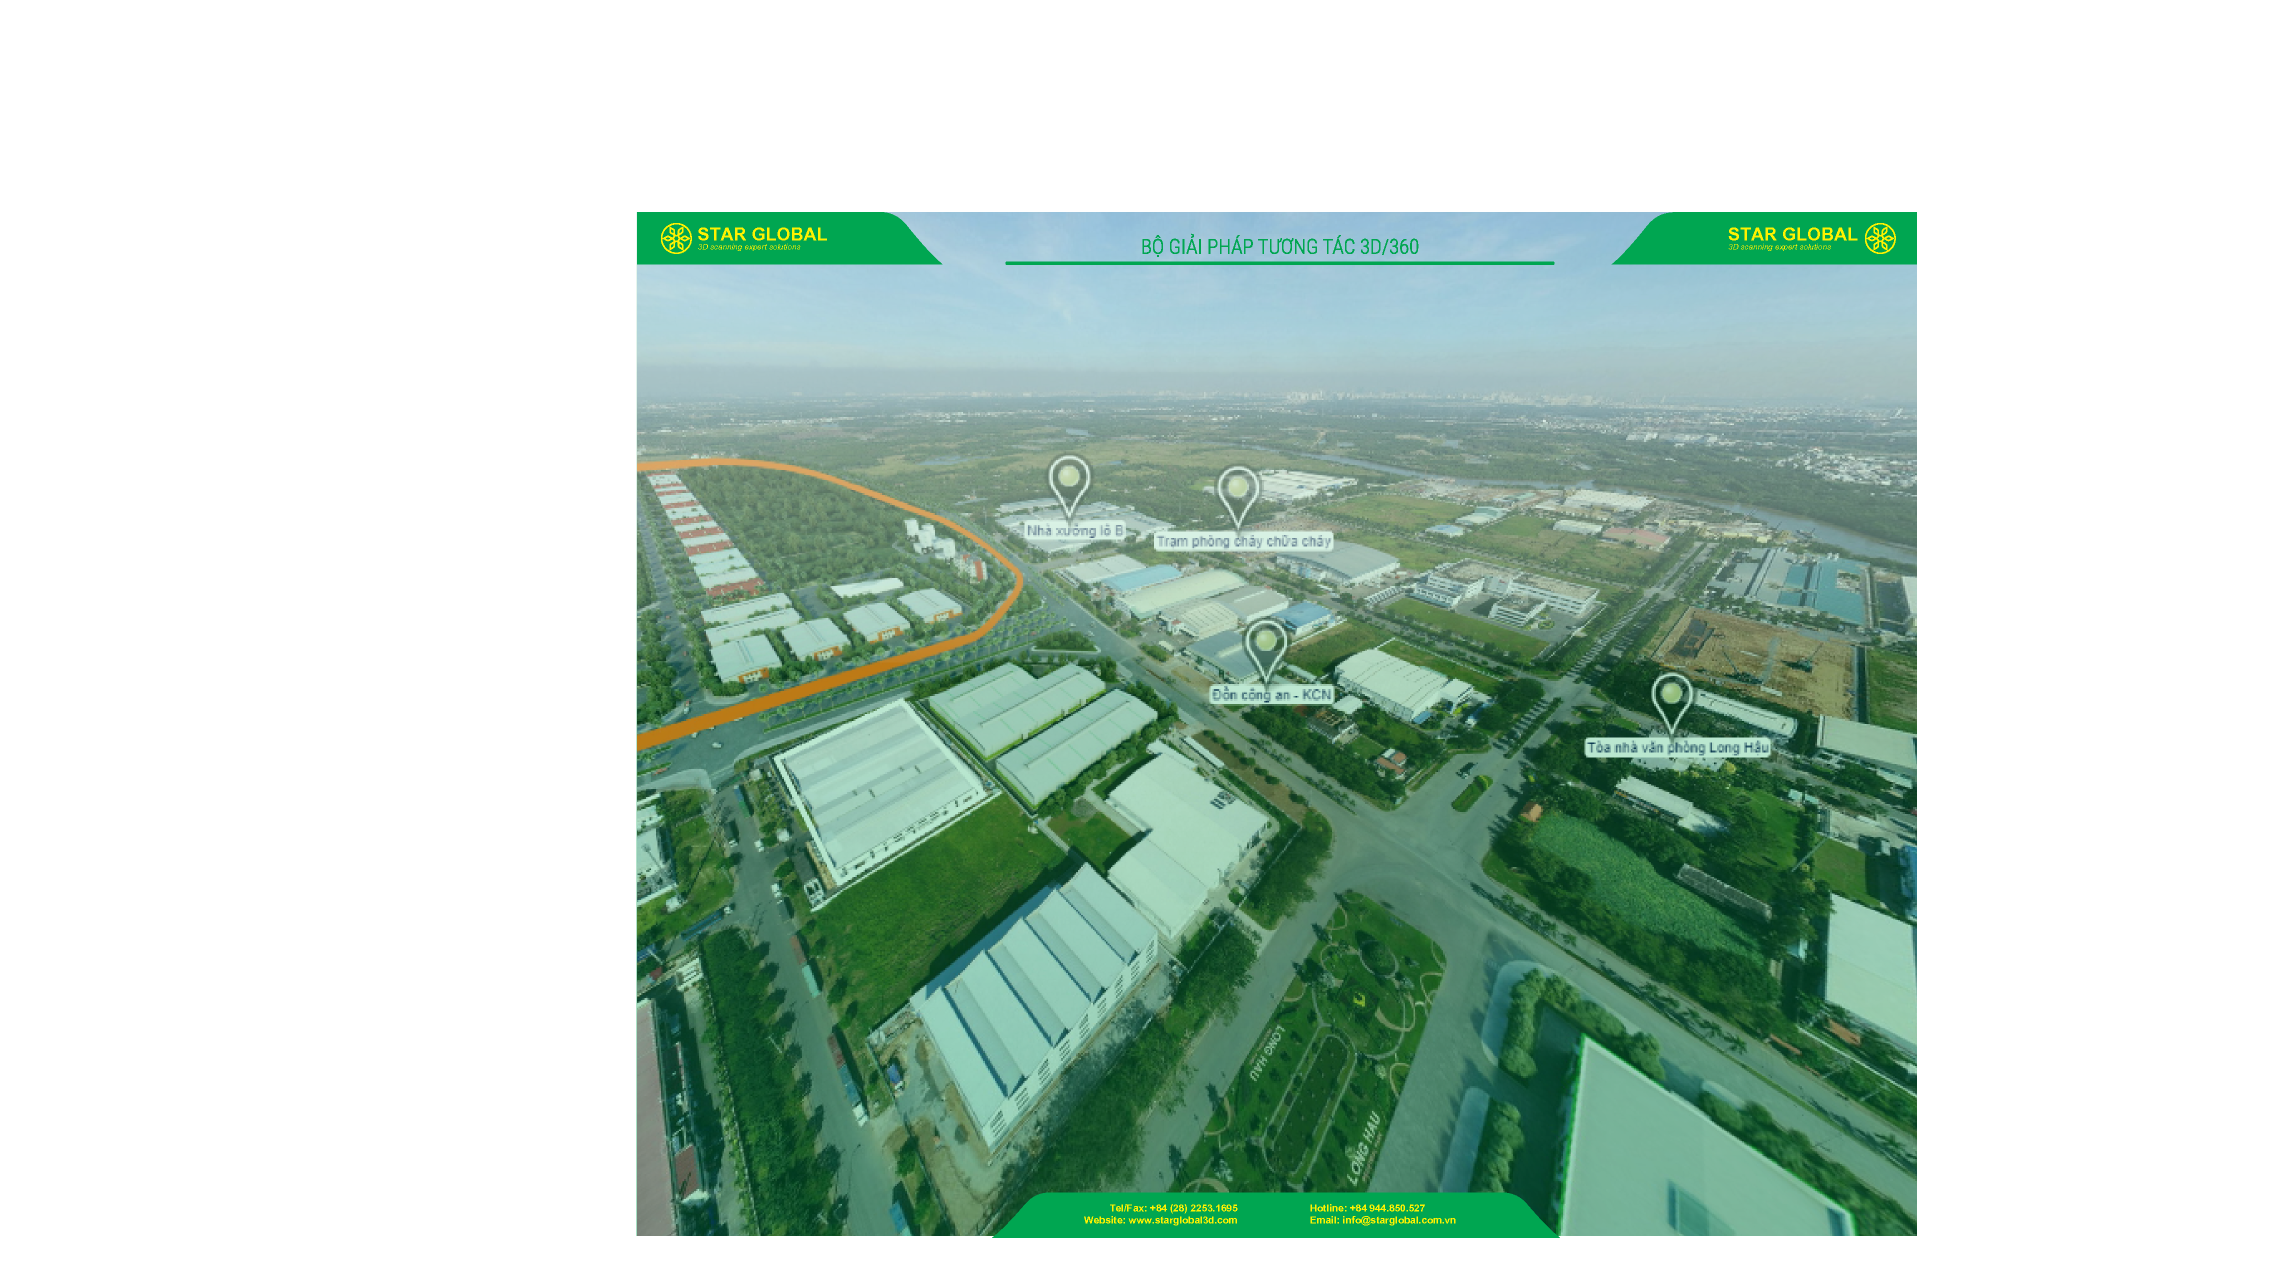 STAR GLOBAL
3D scanning expert solutions
BỘ GIẢI PHÁP TƯƠNG TÁC 3D/360
STAR GLOBAL
3D scanning expert solutions
Nhà xưởng lô B
Trạm phòng cháy chữa cháy
Đồn công an - KCN
Tòa nhà văn phòng Long Hậu
LONG HAU
LONG HAU
Tel/Fax: +84 (28) 2253.1695
Website: www.starglobal3d.com
Hotline: +84 944.850.527
Email: info@starglobal.com.vn